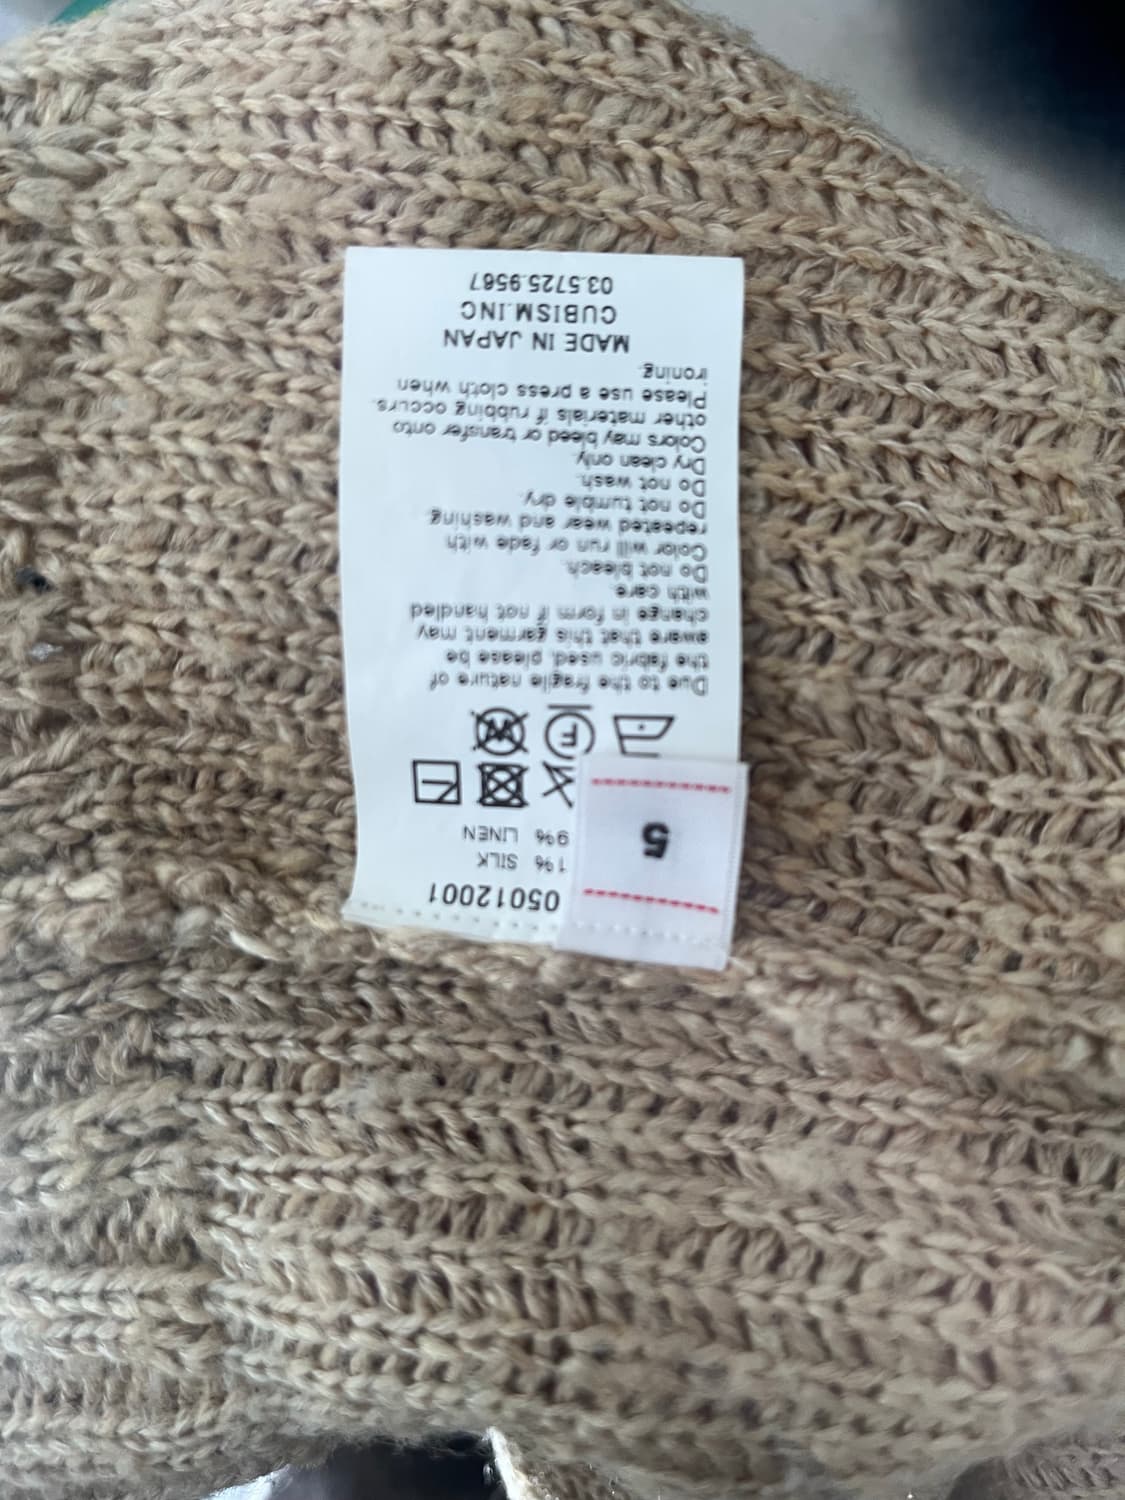 05012001
1% SILK
9% LINEN
F
W
Due to the fragile nature of
the fabric used, please be
aware that this garment may
change in form if not handled
with care.
Do not bleach.
Color will run or fade with
repeated wear and washing.
Do not tumble dry.
Do not wash.
Dry clean only.
Colors may bleed or transfer onto
other materials if rubbing occurs.
Please use a press cloth when
ironing.
MADE IN JAPAN
CUBISM.INC
03.5725.9567
5